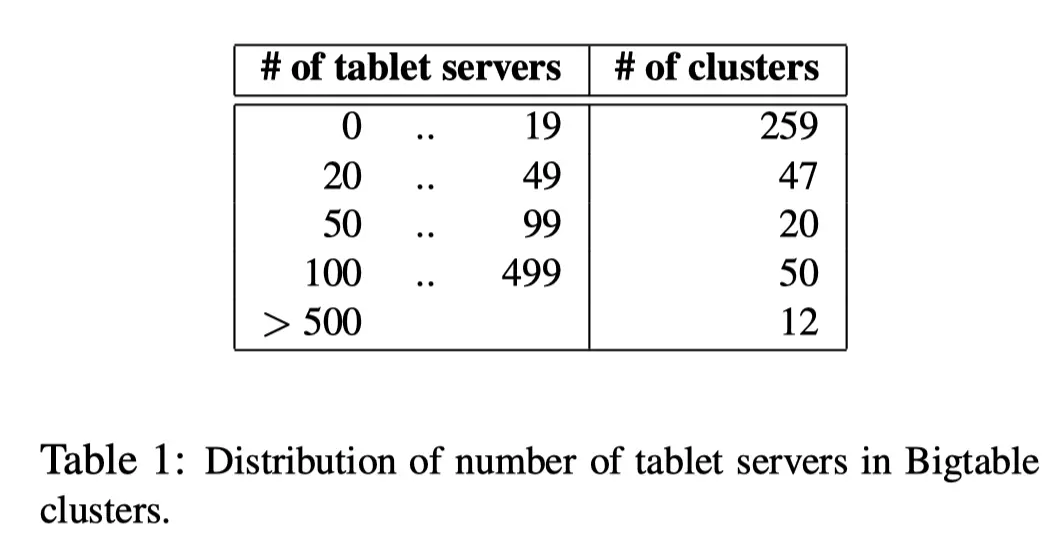 # of tablet servers # of clusters
0 .. 19 259
20 .. 49 47
50 .. 99 20
100 .. 499 50
> 500 12
Table 1: Distribution of number of tablet servers in Bigtable
clusters.